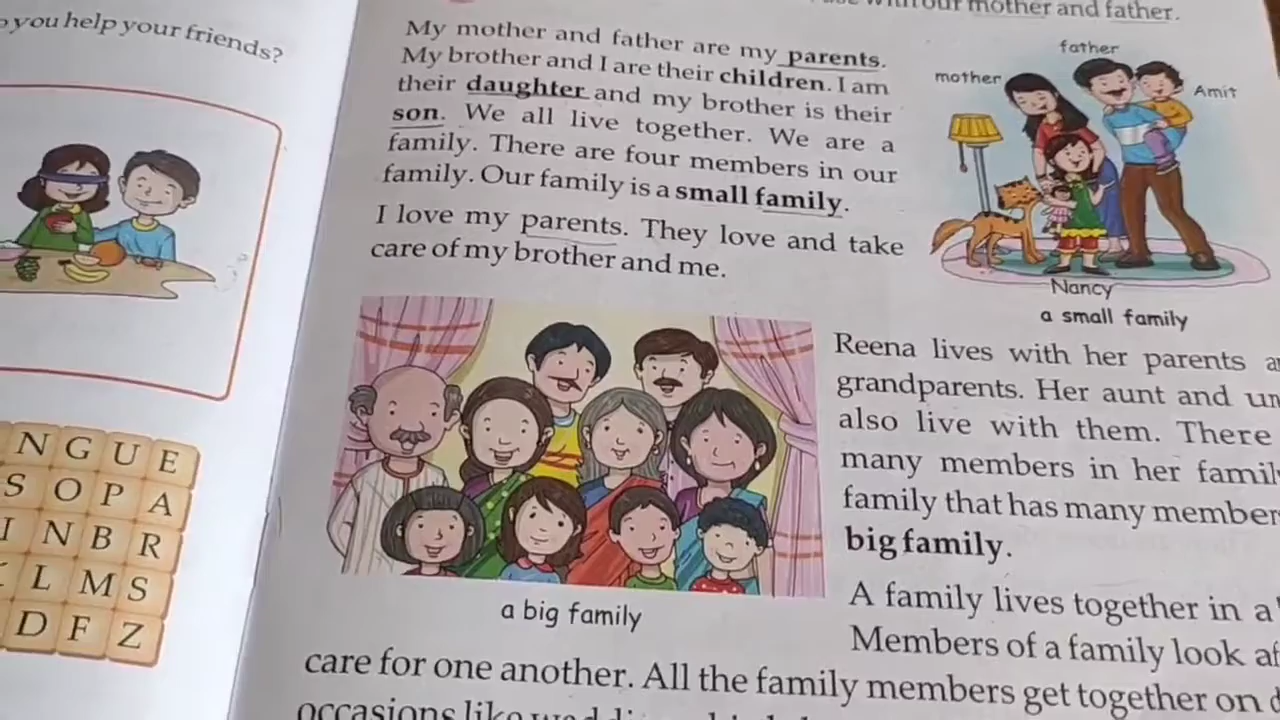 you help your friends?
N G U E
S O P A
I N B R
L M S
D F Z
our mother and father.
My mother and father are my parents.
My brother and I are their children. I am
their daughter and my brother is their
son. We all live together. We are a
family. There are four members in our
family. Our family is a small family.
I love my parents. They love and take
care of my brother and me.
father
mother
Amit
Nancy
a small family
a big family
Reena lives with her parents
grandparents. Her aunt and
also live with them. There
many members in her
family that has many
big family.
A family lives together in a
Members of a family look
care for one another. All the family members get together on
occasions like